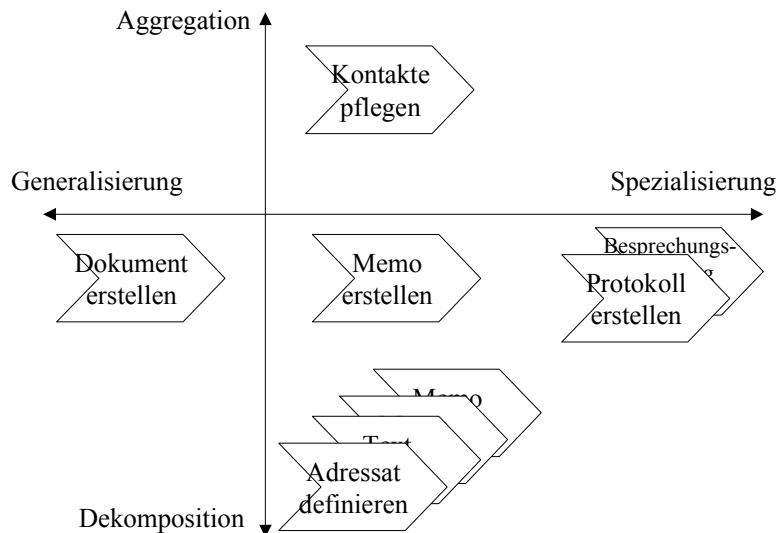 Aggregation
Kontakte
pflegen
Generalisierung
Spezialisierung
Dokument
erstellen
Memo
erstellen
Besprechungs-
Protokoll
erstellen
Memo
Text
Adressat
definieren
Dekomposition